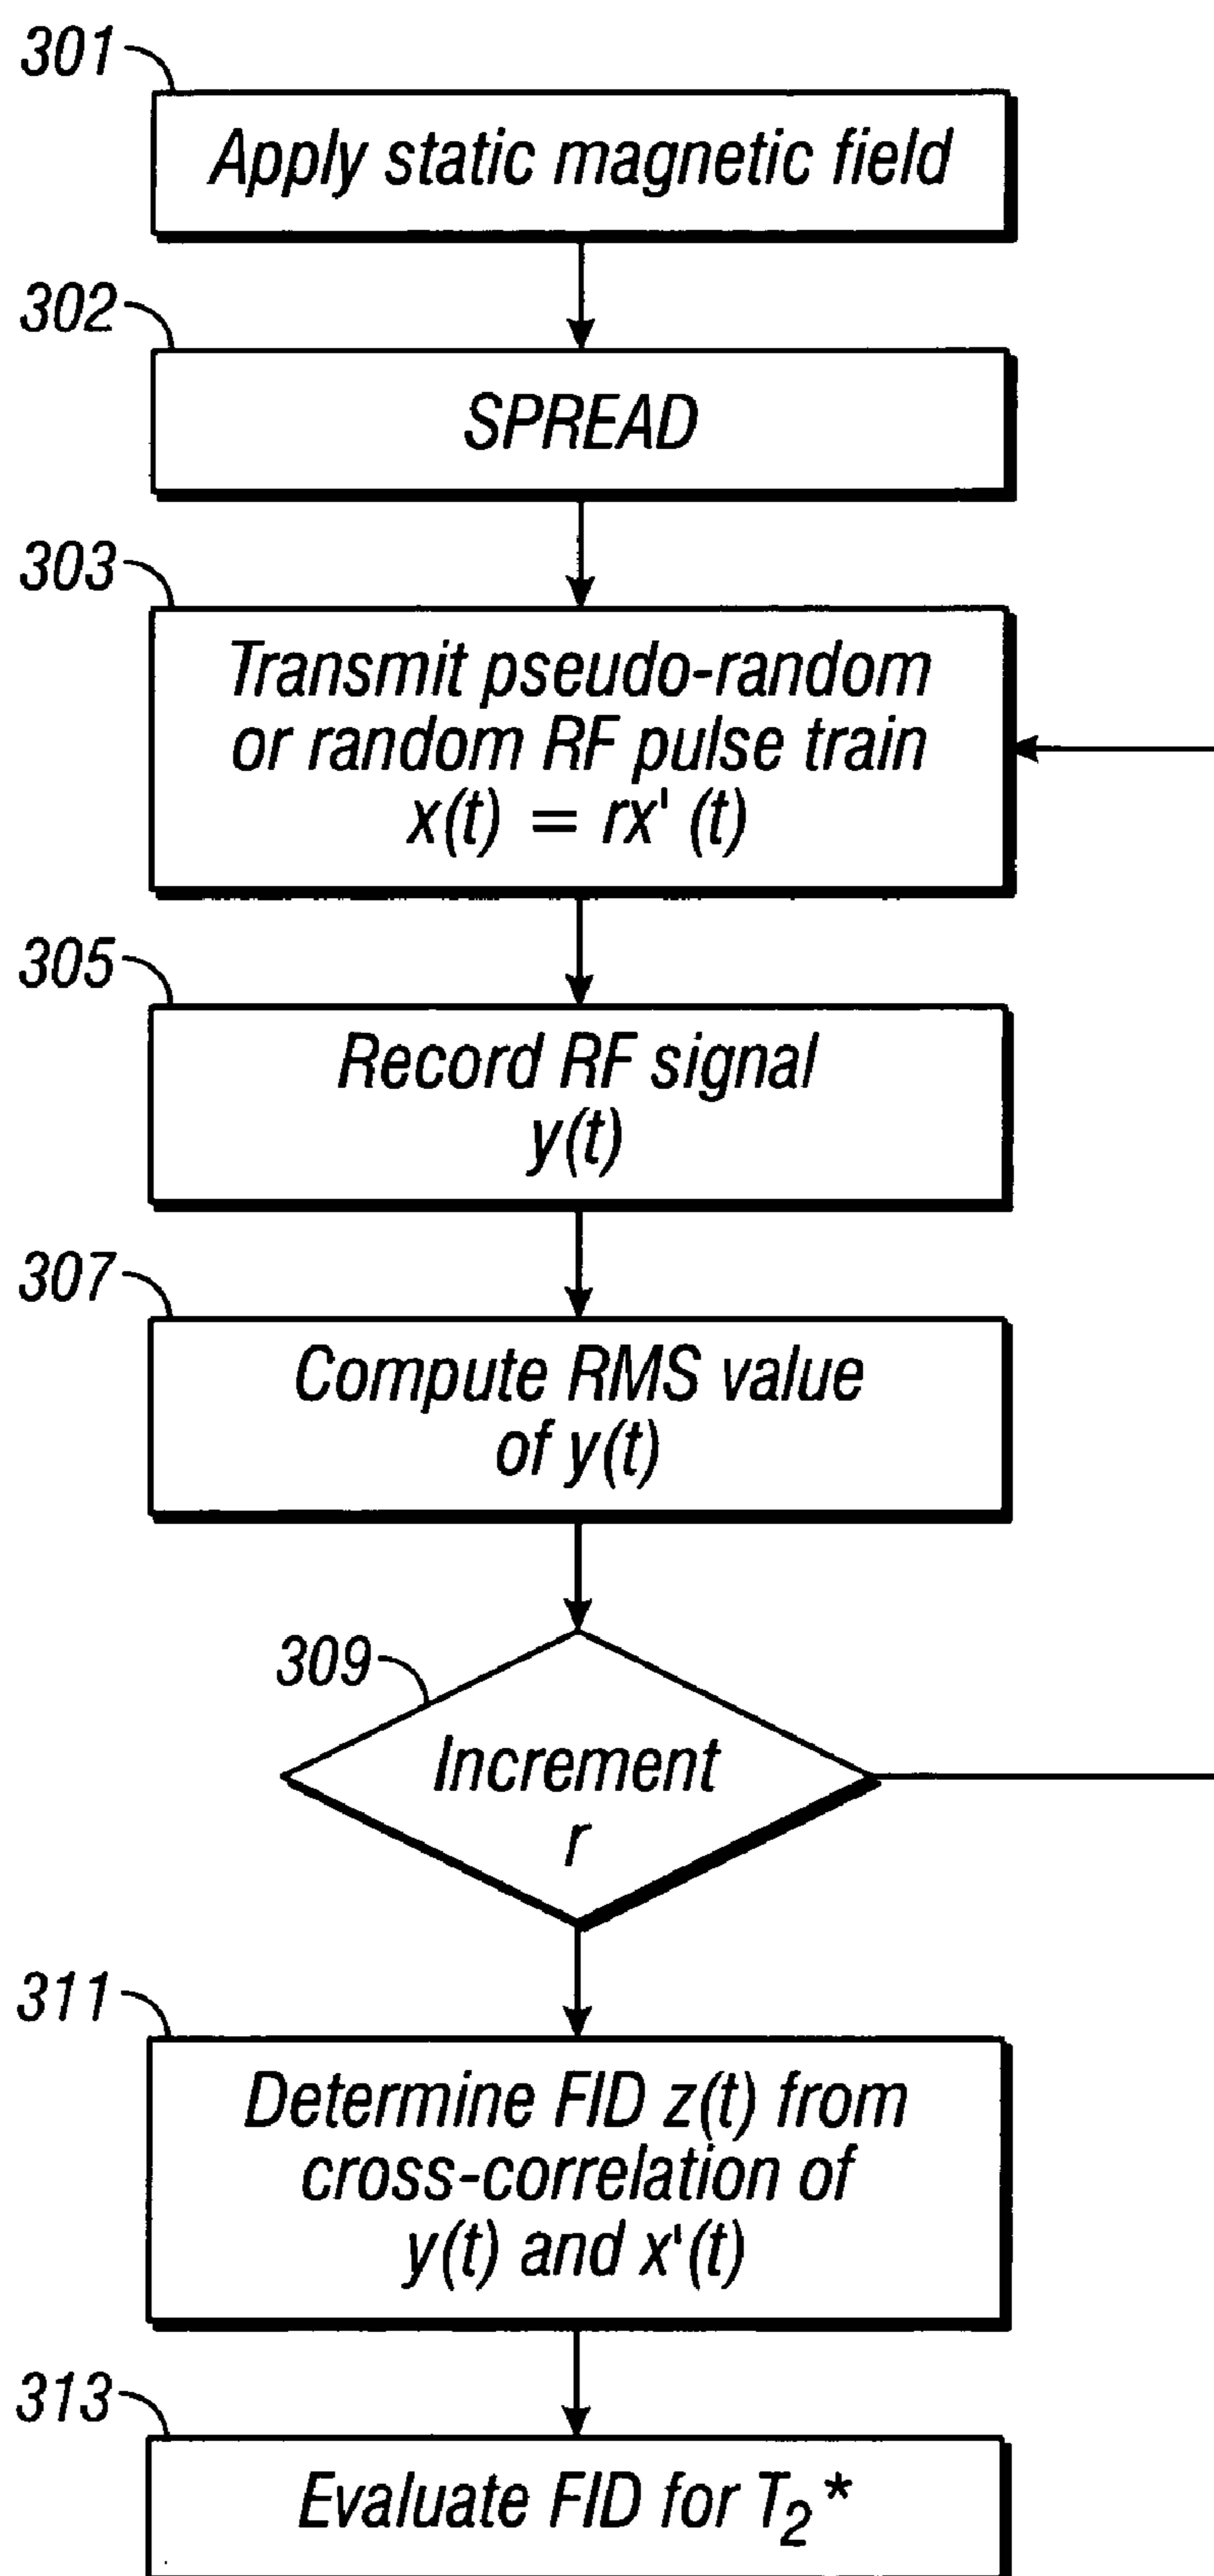 301
Apply static magnetic field
302
SPREAD
303
Transmit pseudo-random
or random RF pulse train
x(t) = rx' (t)
305
Record RF signal
y(t)
307
Compute RMS value
of y(t)
309
Increment
r
311
Determine FID z(t) from
cross-correlation of
y(t) and x'(t)
313
Evaluate FID for T₂*